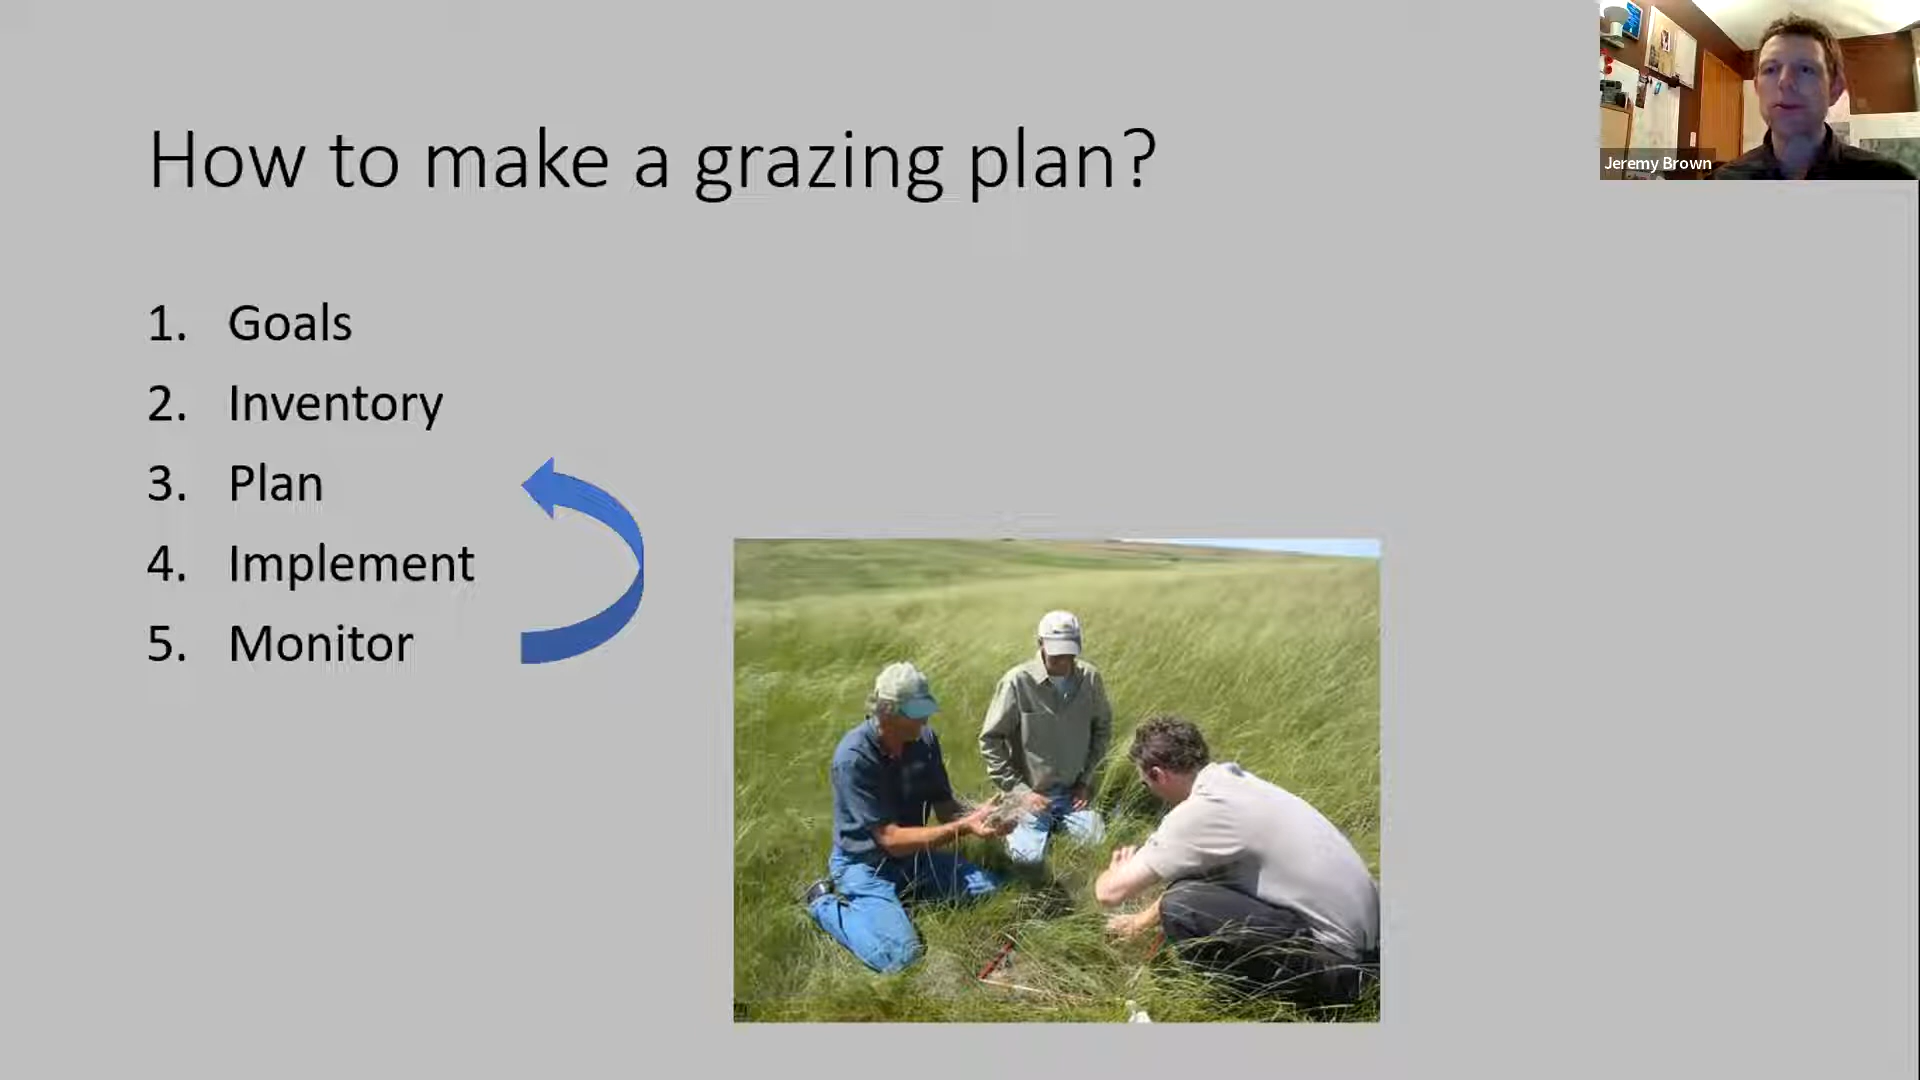 How to make a grazing plan?
Jeremy Brown
1. Goals
2. Inventory
3. Plan
4. Implement
5. Monitor